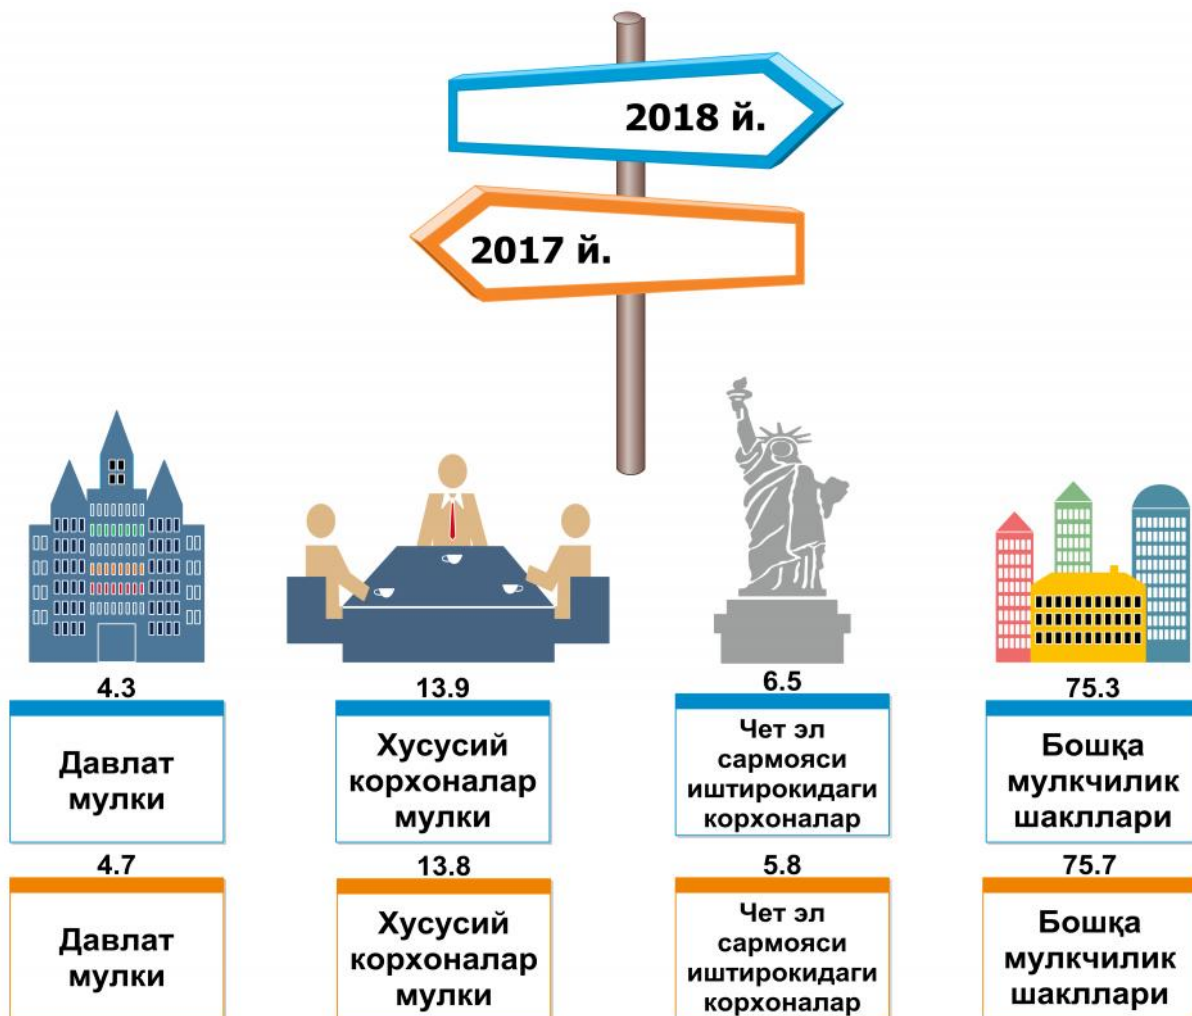 2018 й.
2017 й.
4.3
Давлат
мулки
13.9
Хусусий
корхоналар
мулки
6.5
Чет эл
сармояси
иштирокидаги
корхоналар
75.3
Бошқа
мулкчилик
шакллари
4.7
Давлат
мулки
13.8
Хусусий
корхоналар
мулки
5.8
Чет эл
сармояси
иштирокидаги
корхоналар
75.7
Бошқа
мулкчилик
шакллари